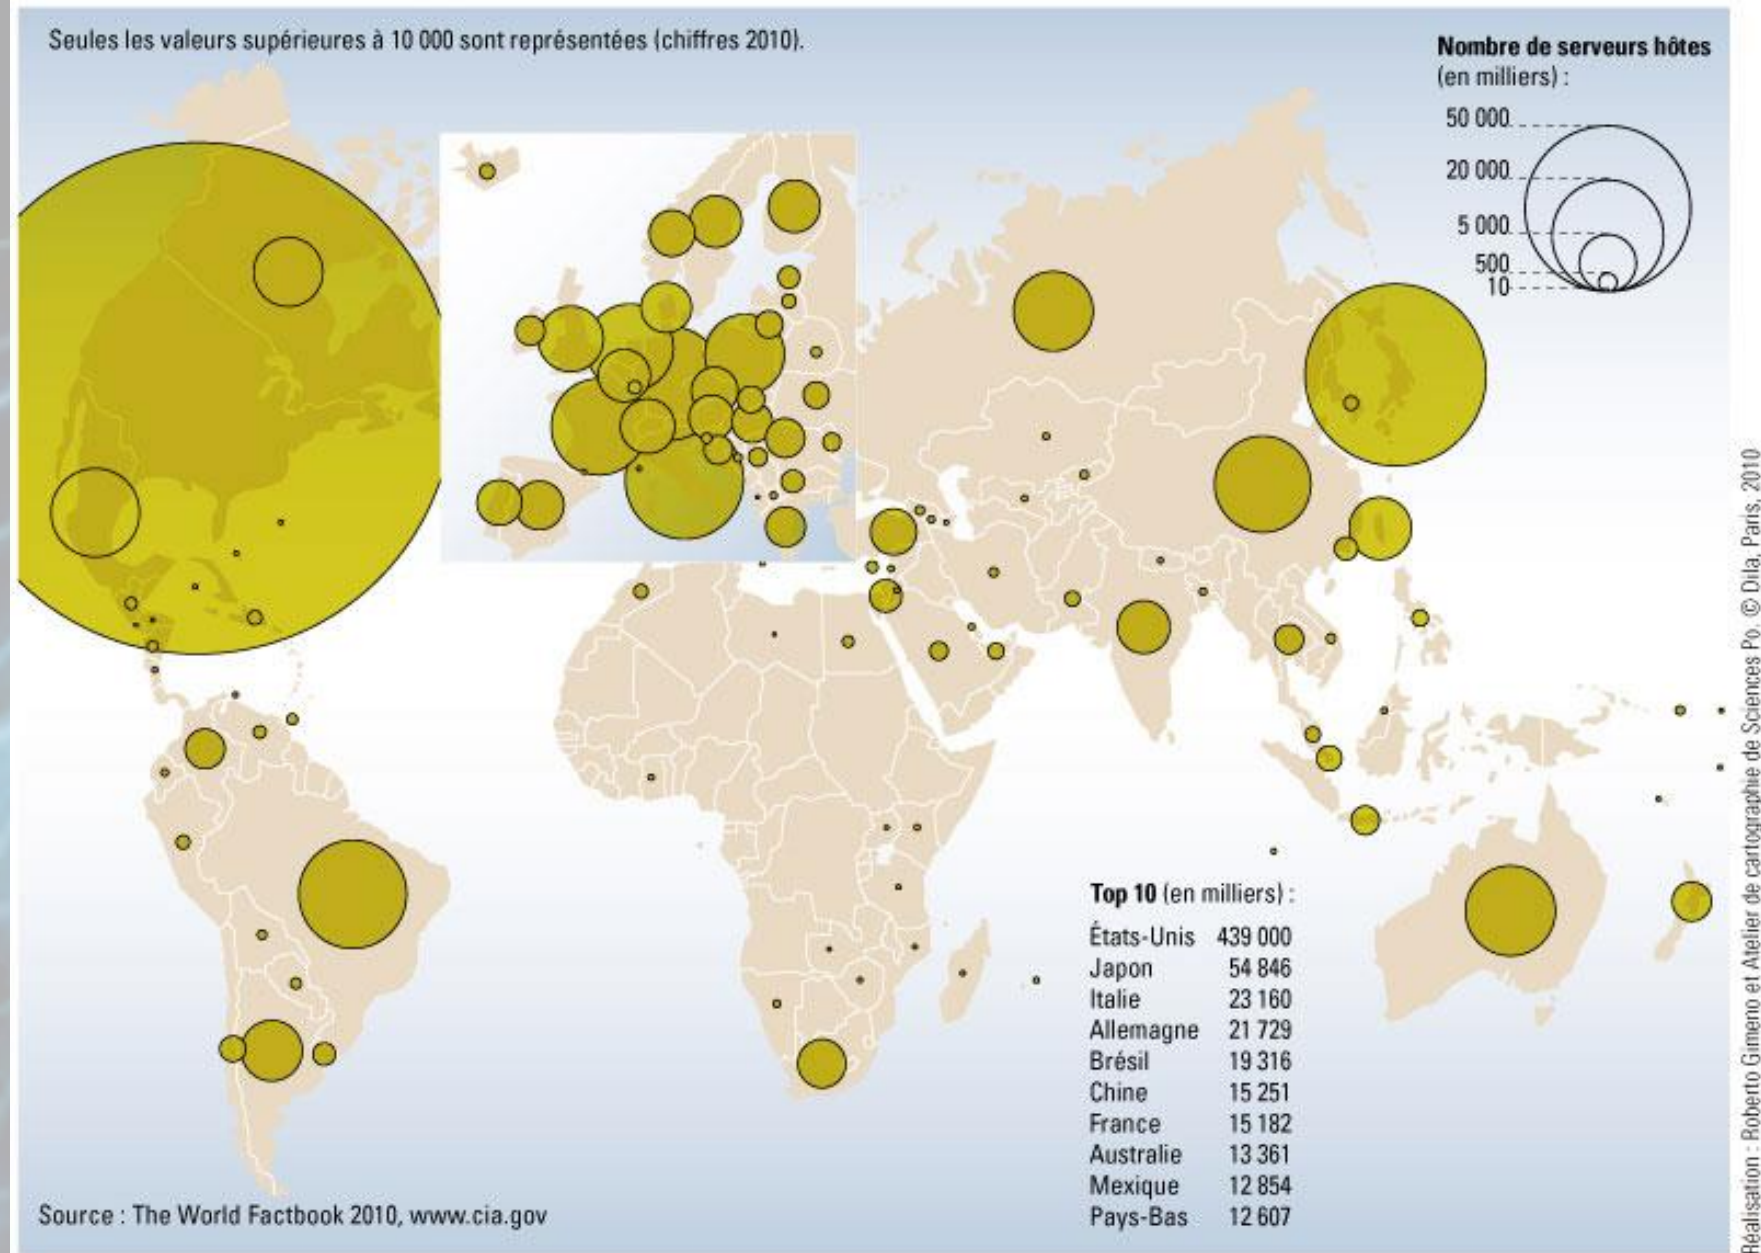 Seules les valeurs supérieures à 10 000 sont représentées (chiffres 2010).
Nombre de serveurs hôtes
(en milliers) :
50 000
20 000
5 000
500
10
Top 10 (en milliers) :
États-Unis 439 000
Japon 54 846
Italie 23 160
Allemagne 21 729
Brésil 19 316
Chine 15 251
France 15 182
Australie 13 361
Mexique 12 854
Pays-Bas 12 607
Source : The World Factbook 2010, www.cia.gov
Réalisation : Roberto Gimeno et Atelier de cartographie de Sciences Po. © Dila, Paris, 2010